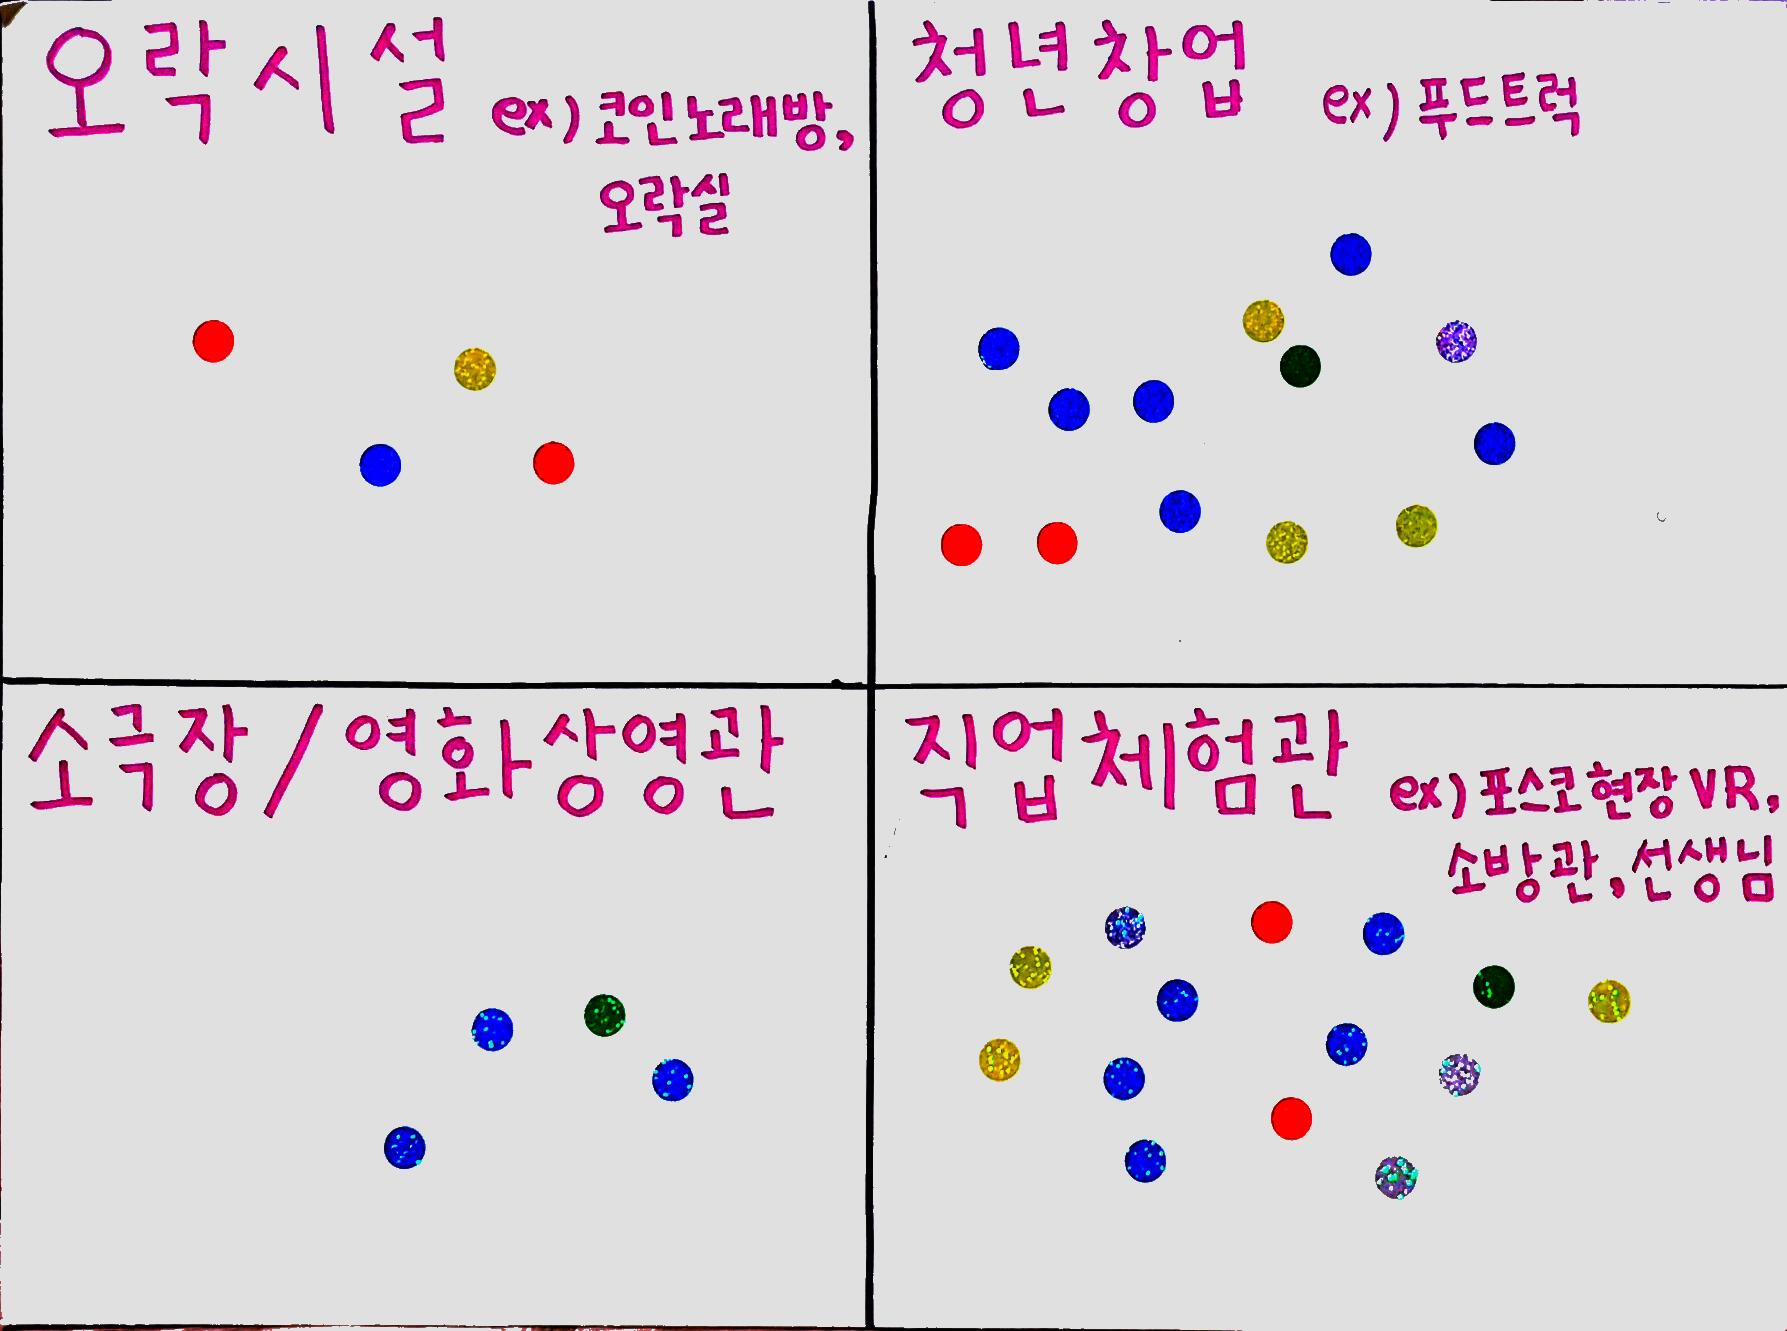 오락시설 ex) 코인노래방,
오락실
청년창업 ex) 푸드트럭
소극장/영화상영관
직업체험관 ex) 포스코현장VR,
소방관, 선생님